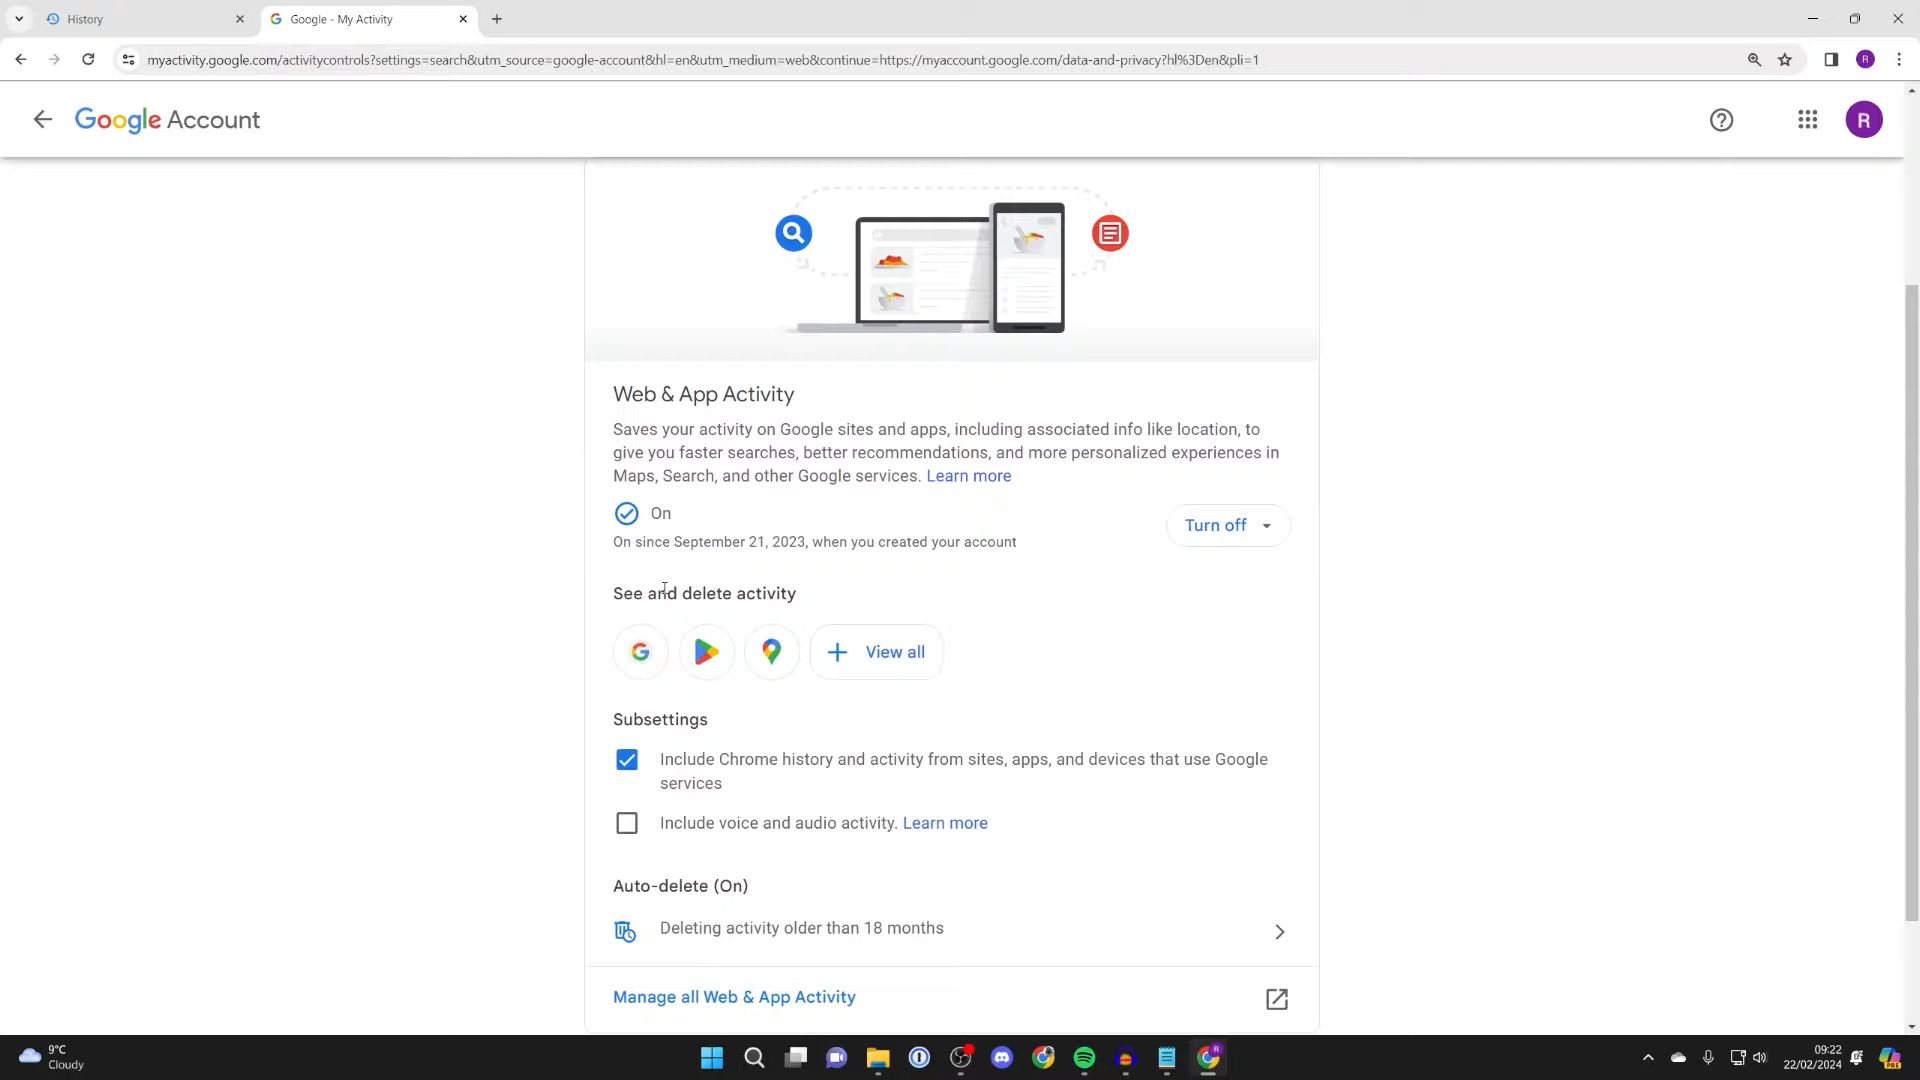 History
Google - My Activity
myactivity.google.com/activitycontrols?settings=search&utm_source=google-account&hl=en&utm_medium=web&continue=https://myaccount.google.com/data-and-privacy?hl%3Den&pli=1
R
Google Account
R
Web & App Activity
Saves your activity on Google sites and apps, including associated info like location, to
give you faster searches, better recommendations, and more personalized experiences in
Maps, Search, and other Google services. Learn more
On
Turn off
On since September 21, 2023, when you created your account
See and delete activity
View all
Subsettings
Include Chrome history and activity from sites, apps, and devices that use Google
services
Include voice and audio activity. Learn more
Auto-delete (On)
Deleting activity older than 18 months
Manage all Web & App Activity
9°C
Cloudy
09:22
22/02/2024
PRE